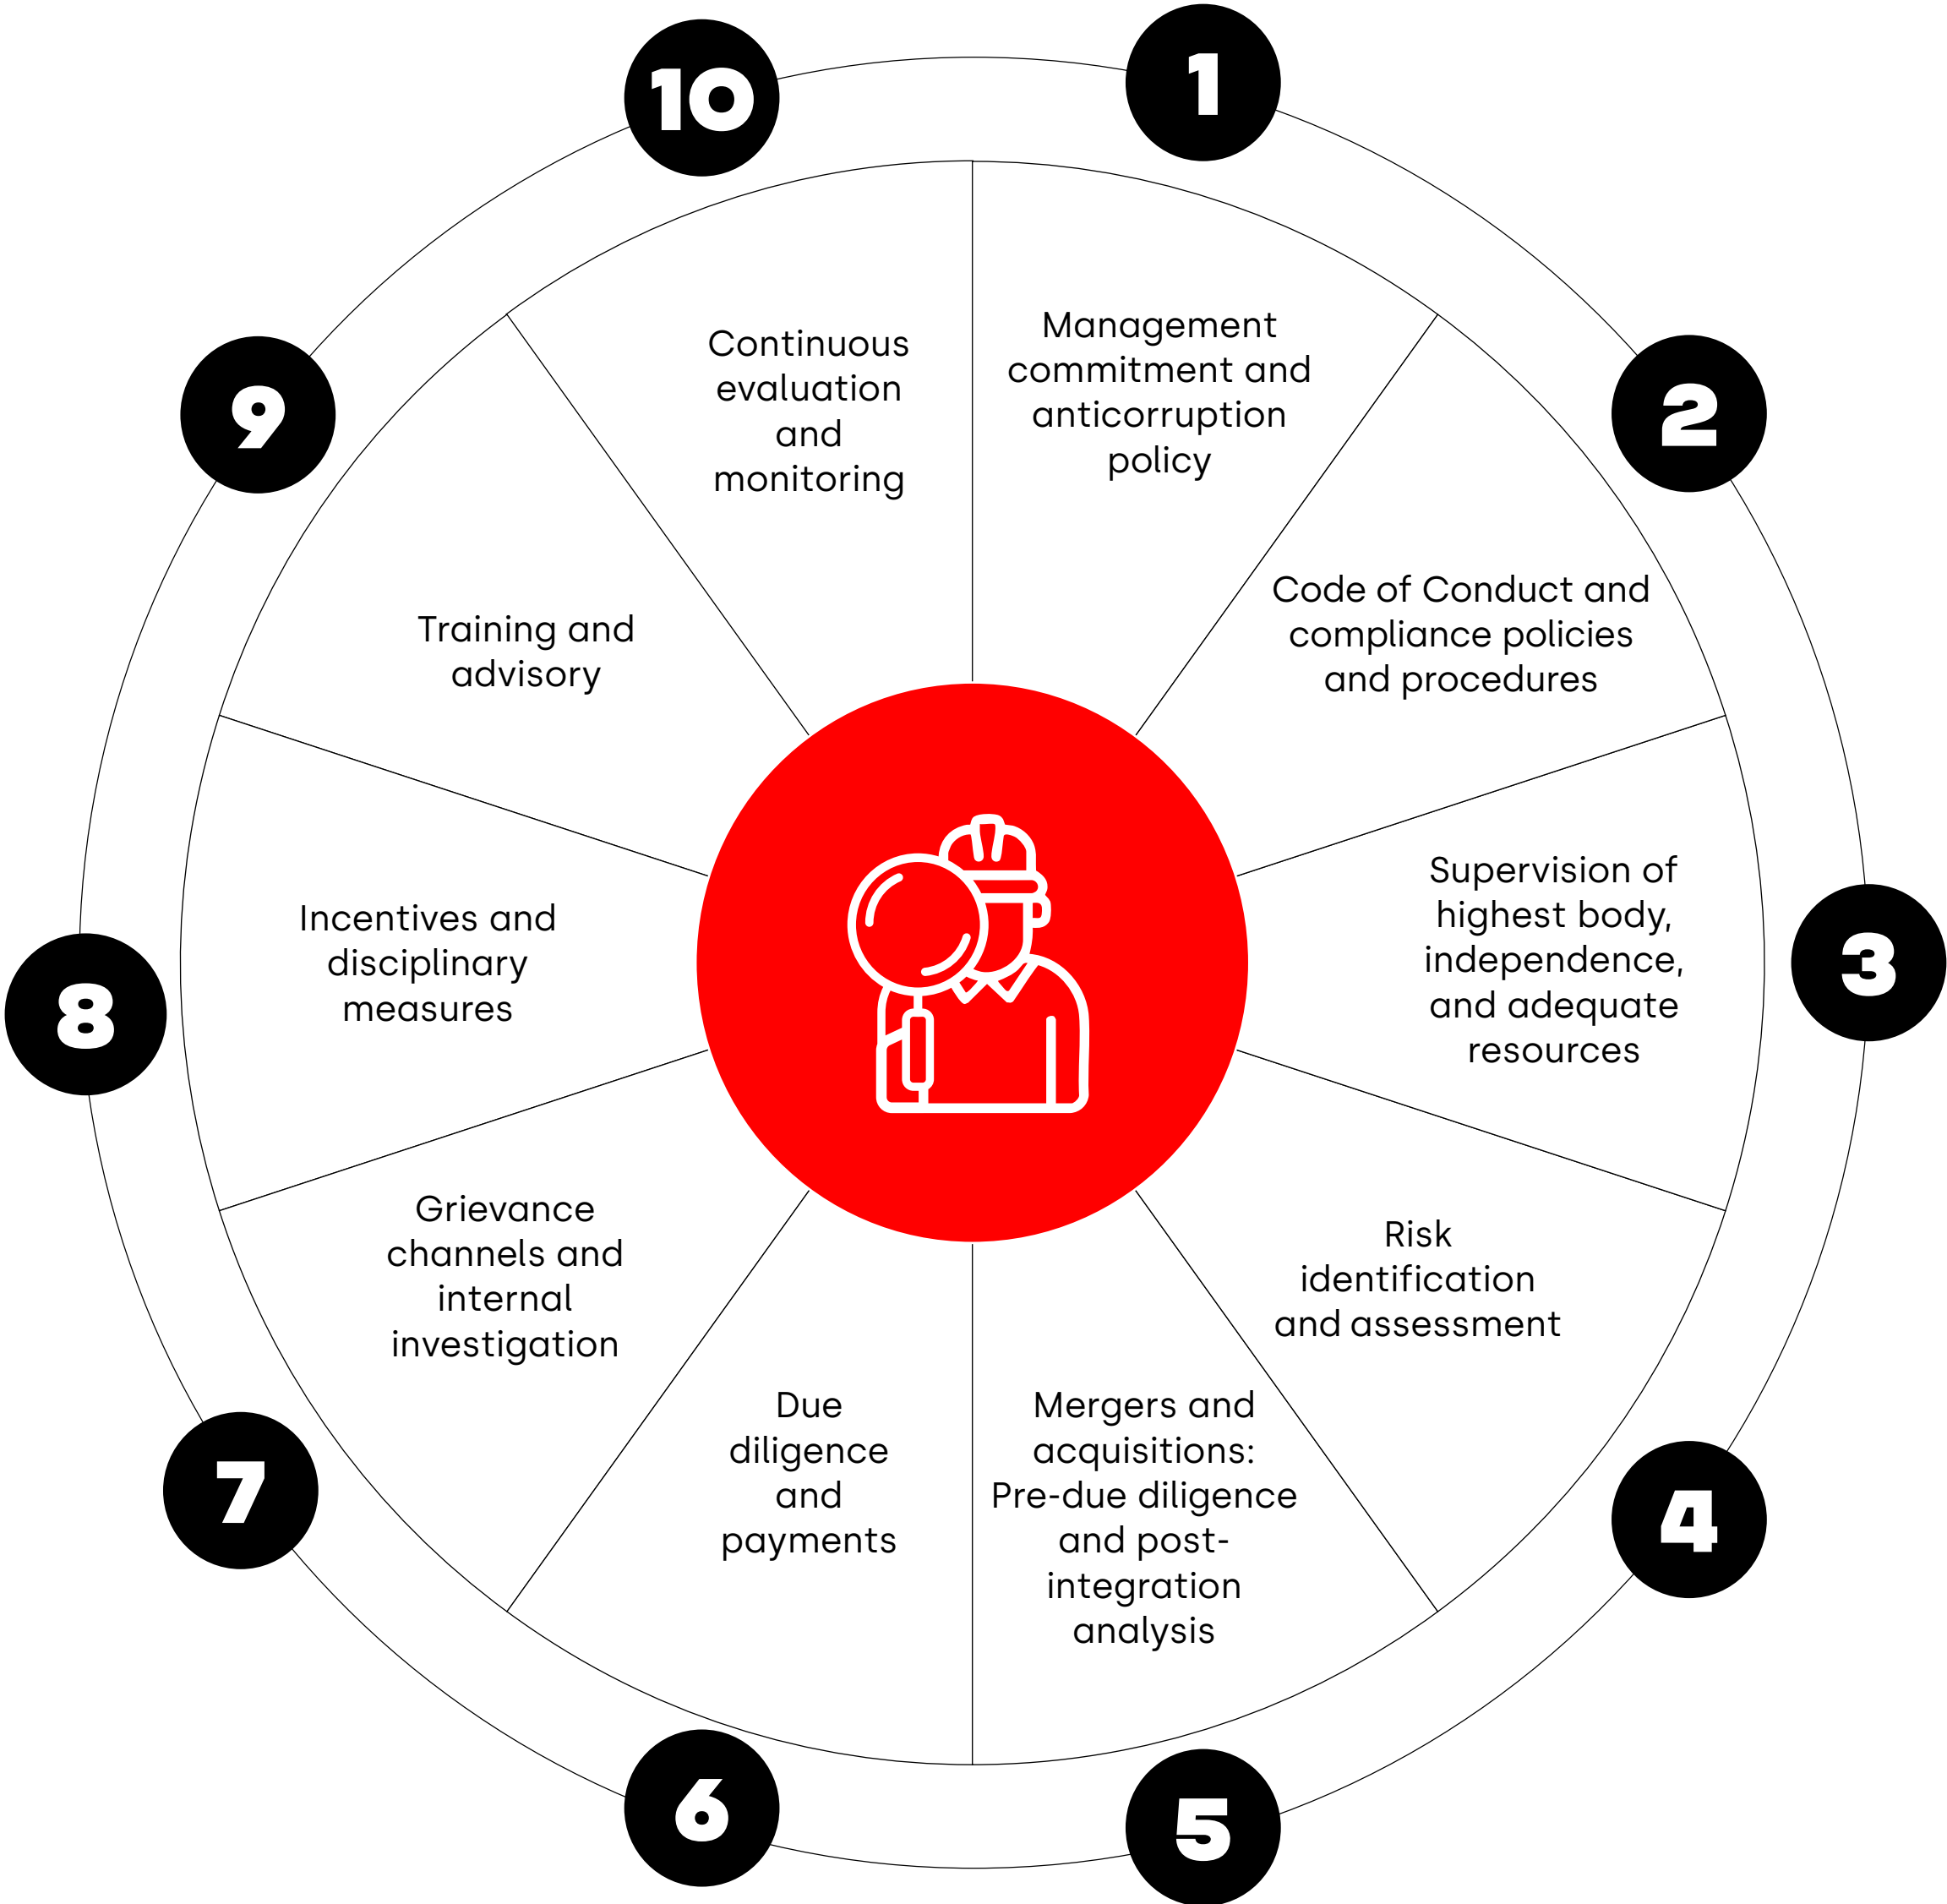 1
Management
commitment and
anticorruption
policy
2
Code of Conduct and
compliance policies
and procedures
3
Supervision of
highest body,
independence,
and adequate
resources
4
Risk
identification
and assessment
5
Mergers and
acquisitions:
Pre-due diligence
and post-
integration
analysis
6
Due
diligence
and
payments
7
Grievance
channels and
internal
investigation
8
Incentives and
disciplinary
measures
9
Training and
advisory
10
Continuous
evaluation
and
monitoring